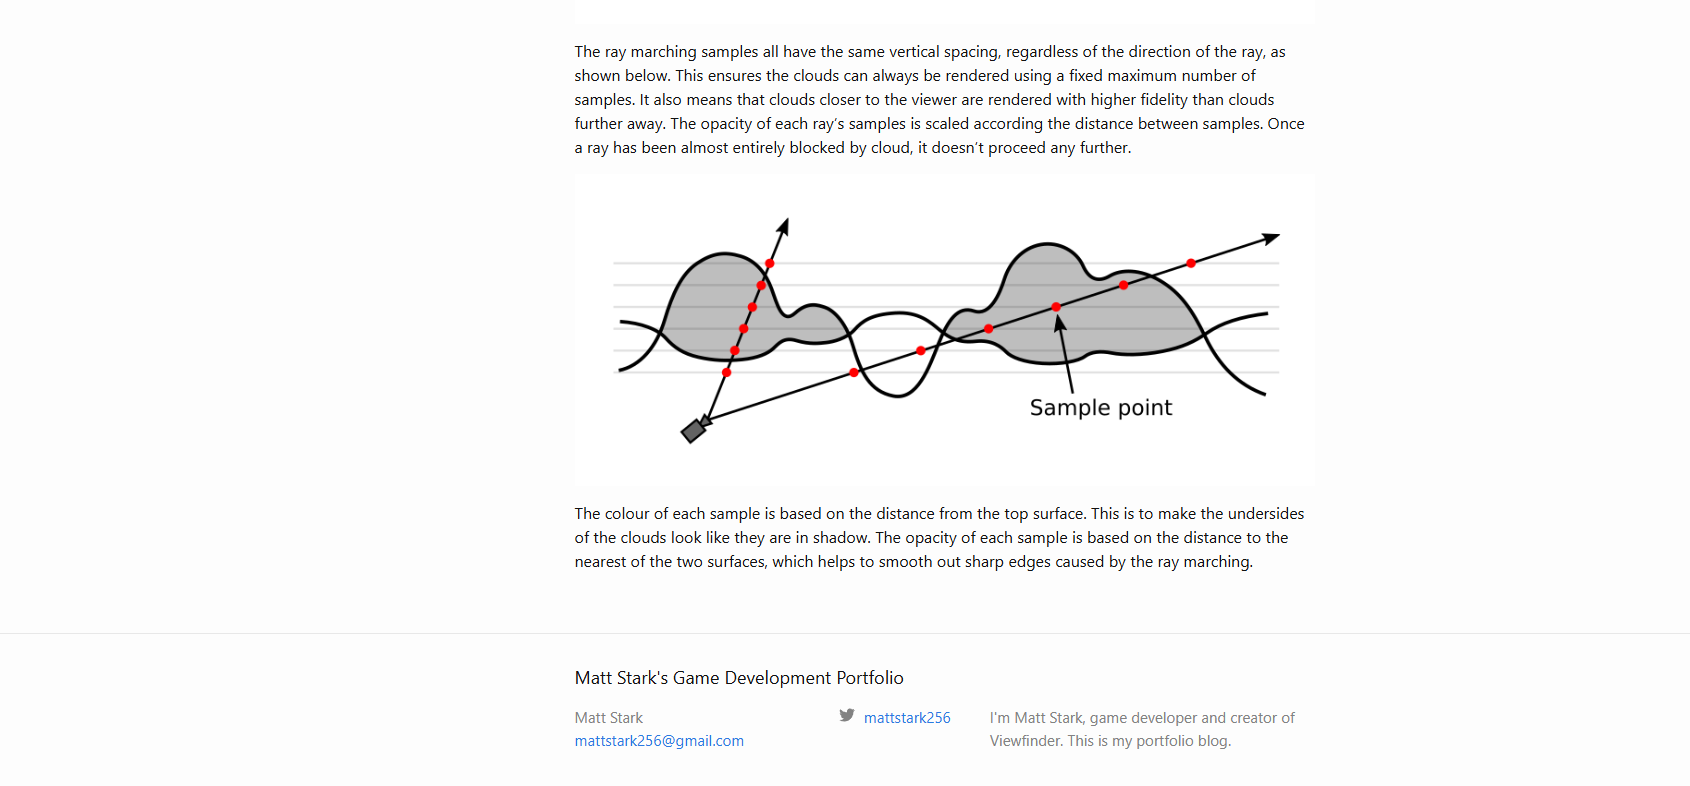 The ray marching samples all have the same vertical spacing, regardless of the direction of the ray, as
shown below. This ensures the clouds can always be rendered using a fixed maximum number of
samples. It also means that clouds closer to the viewer are rendered with higher fidelity than clouds
further away. The opacity of each ray’s samples is scaled according the distance between samples. Once
a ray has been almost entirely blocked by cloud, it doesn’t proceed any further.
Sample point
The colour of each sample is based on the distance from the top surface. This is to make the undersides
of the clouds look like they are in shadow. The opacity of each sample is based on the distance to the
nearest of the two surfaces, which helps to smooth out sharp edges caused by the ray marching.
Matt Stark's Game Development Portfolio
Matt Stark
mattstark256@gmail.com
mattstark256
I'm Matt Stark, game developer and creator of
Viewfinder. This is my portfolio blog.